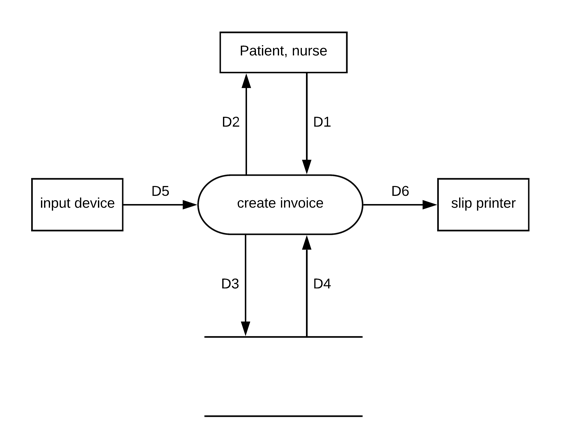 Patient, nurse
D2
D1
input device
D5
create invoice
D6
slip printer
D3
D4